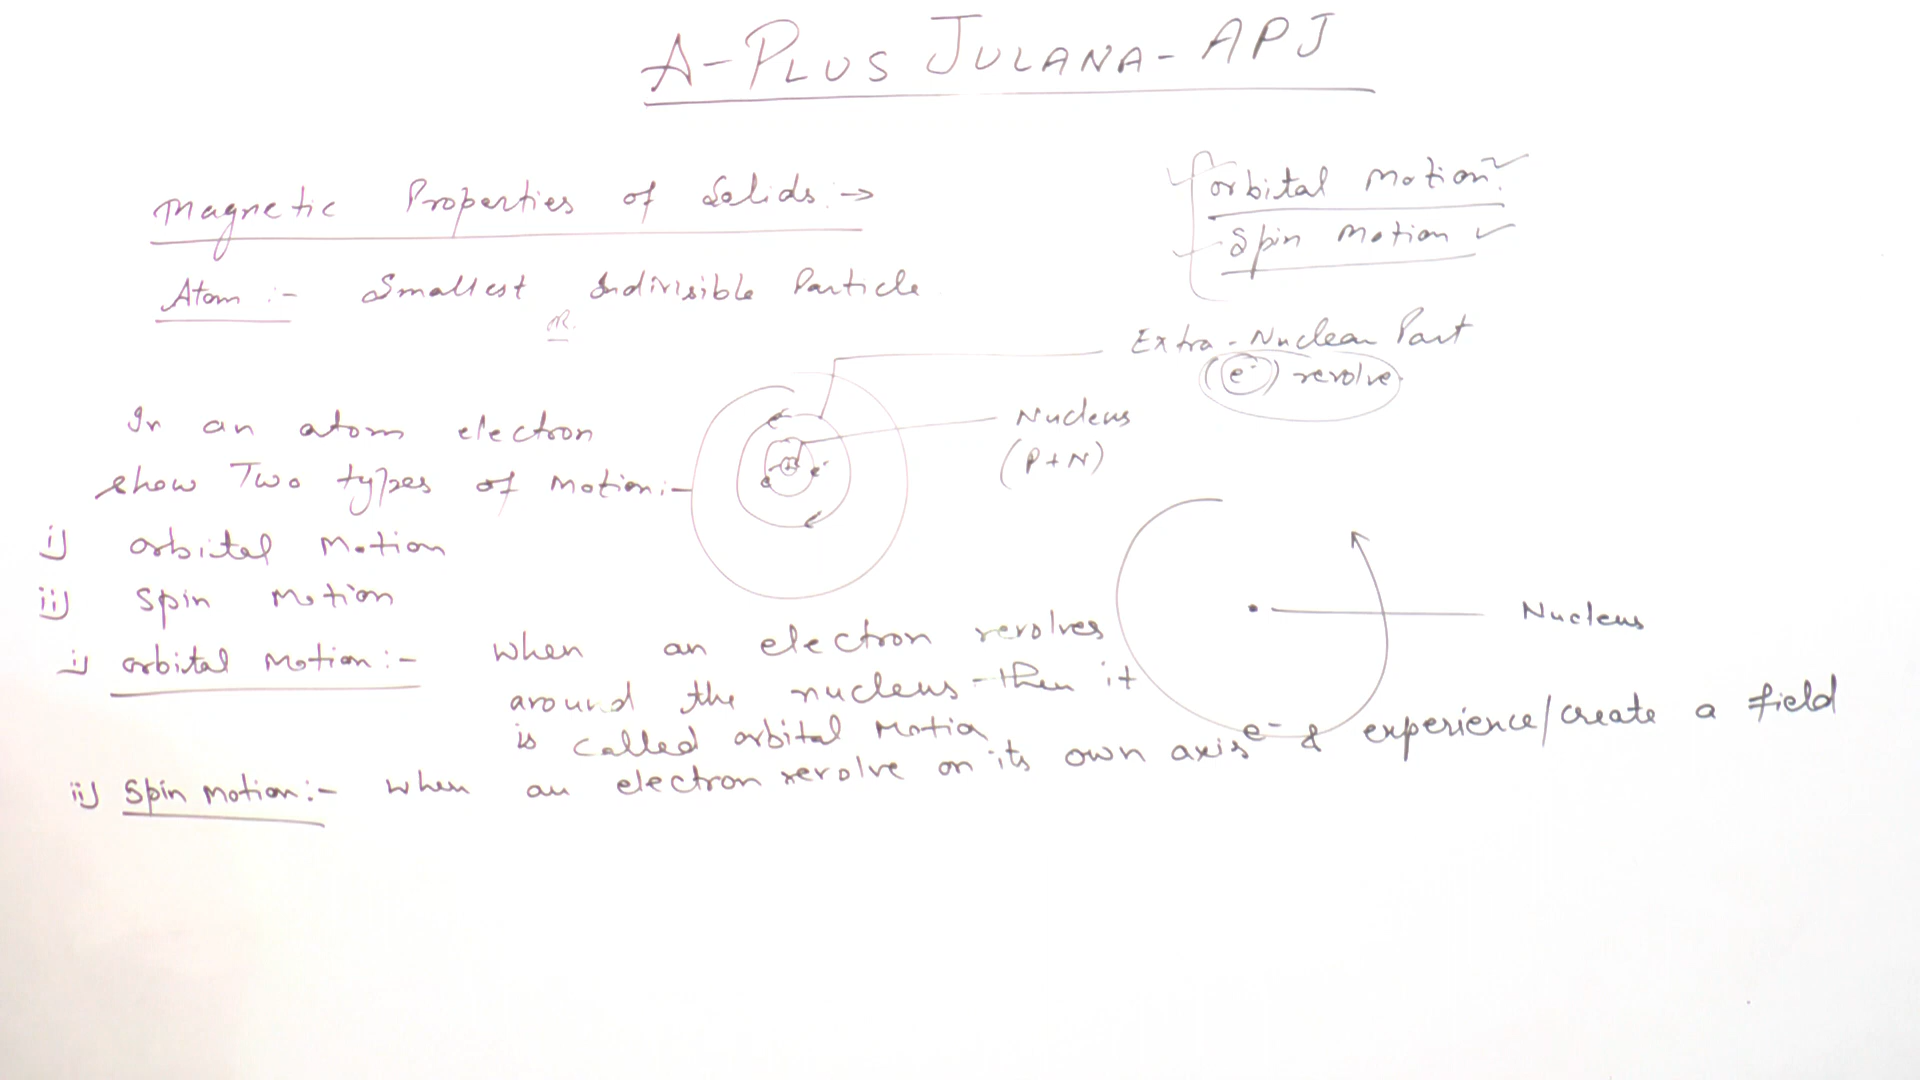 A-PLUS JULANA-APJ
Magnetic Properties of Solids:→
orbital Motion
Spin Motion
Atom :- Smallest Indivisible Particle
Extra-Nuclear Part
(e⁻) revolve
Nucleus
(P+N)
In an atom electron
show Two types of Motion:-
i) orbital Motion
ii) Spin Motion
Nucleus
i) orbital Motion:- when an electron revolves
around the nucleus then it
is called orbital Motio
ii) Spin Motion:- when an electron revolve on its own axis & experience/create a field
e⁻